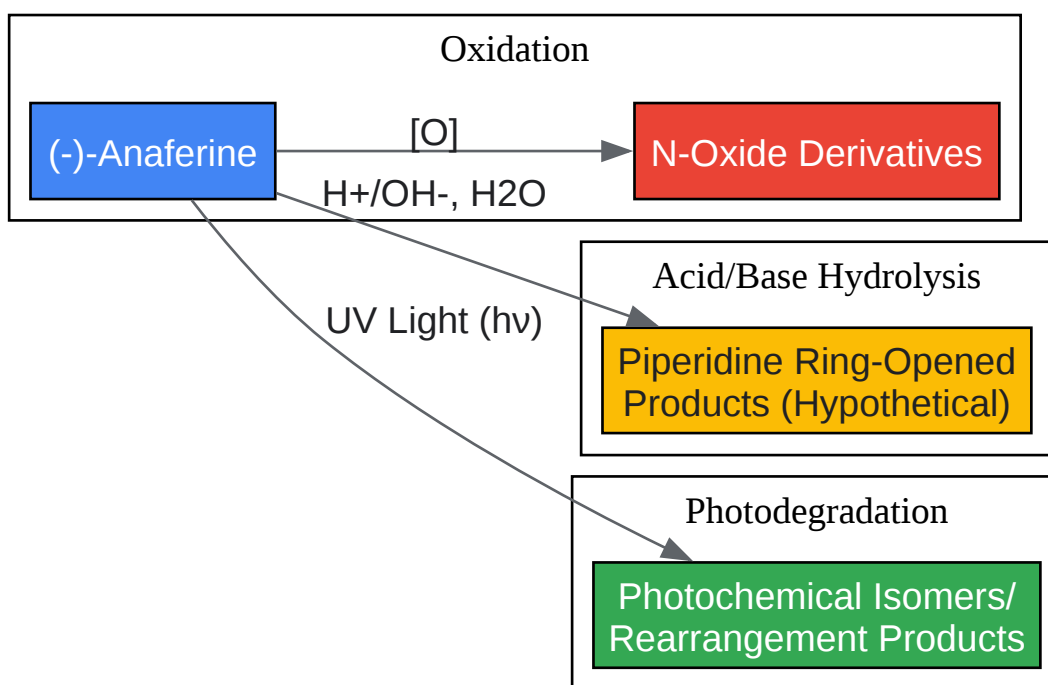 Oxidation
(-)-Anaferine
[O]
N-Oxide Derivatives
H+/OH-, H2O
Acid/Base Hydrolysis
UV Light (hν)
Piperidine Ring-Opened
Products (Hypothetical)
Photodegradation
Photochemical Isomers/
Rearrangement Products